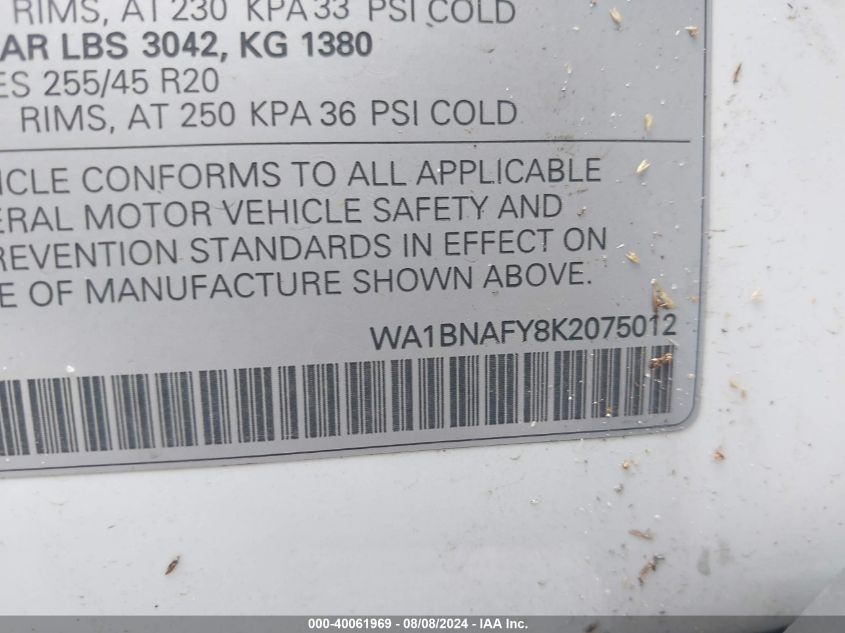 RIMS, AT 230 KPA 33 PSI COLD
AR LBS 3042, KG 1380
ES 255/45 R20
RIMS, AT 250 KPA 36 PSI COLD
ICLE CONFORMS TO ALL APPLICABLE
ERAL MOTOR VEHICLE SAFETY AND
REVENTION STANDARDS IN EFFECT ON
E OF MANUFACTURE SHOWN ABOVE.
WA1BNAFY8K2075012
000-40061969 - 08/08/2024 - IAA Inc.